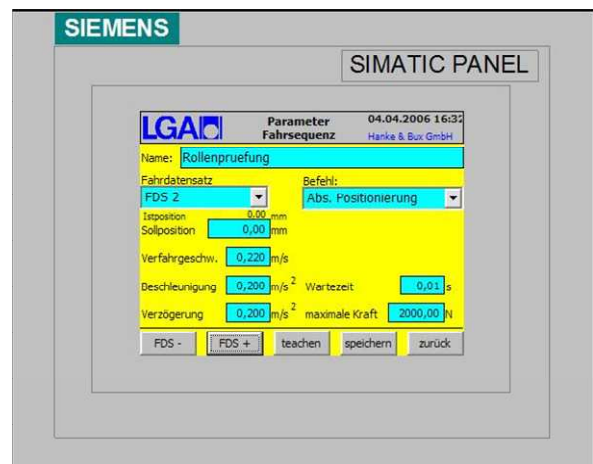 SIEMENS
SIMATIC PANEL
LGA Parameter 04.04.2006 16:32
Fahrsequenz Hanke & Bux GmbH
Name: Rollenpruefung
Fahrdatensatz Befehl:
FDS 2 Abs. Positionierung
Istposition 0.00 mm
Sollposition 0,00 mm
Verfahrgeschw. 0,220 m/s
Beschleunigung 0,200 m/s² Wartezeit 0,01 s
Verzögerung 0,200 m/s² maximale Kraft 2000,00 N
FDS - FDS + teachen speichern zurück